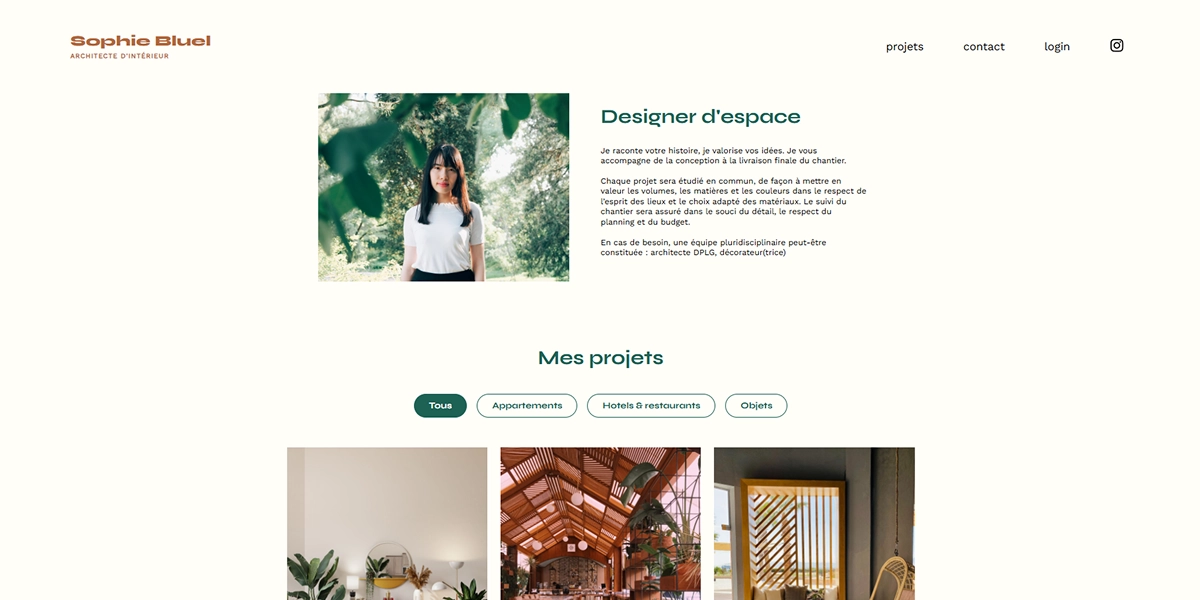 Sophie Bluel
ARCHITECTE D'INTÉRIEUR
projets
contact
login
Designer d'espace
Je raconte votre histoire, je valorise vos idées. Je vous
accompagne de la conception à la livraison finale du chantier.
Chaque projet sera étudié en commun, de façon à mettre en
valeur les volumes, les matières et les couleurs dans le respect de
l'esprit des lieux et le choix adapté des matériaux. Le suivi du
chantier sera assuré dans le souci du détail, le respect du
planning et du budget.
En cas de besoin, une équipe pluridisciplinaire peut-être
constituée : architecte DPLG, décorateur(trice)
Mes projets
Tous
Appartements
Hotels & restaurants
Objets